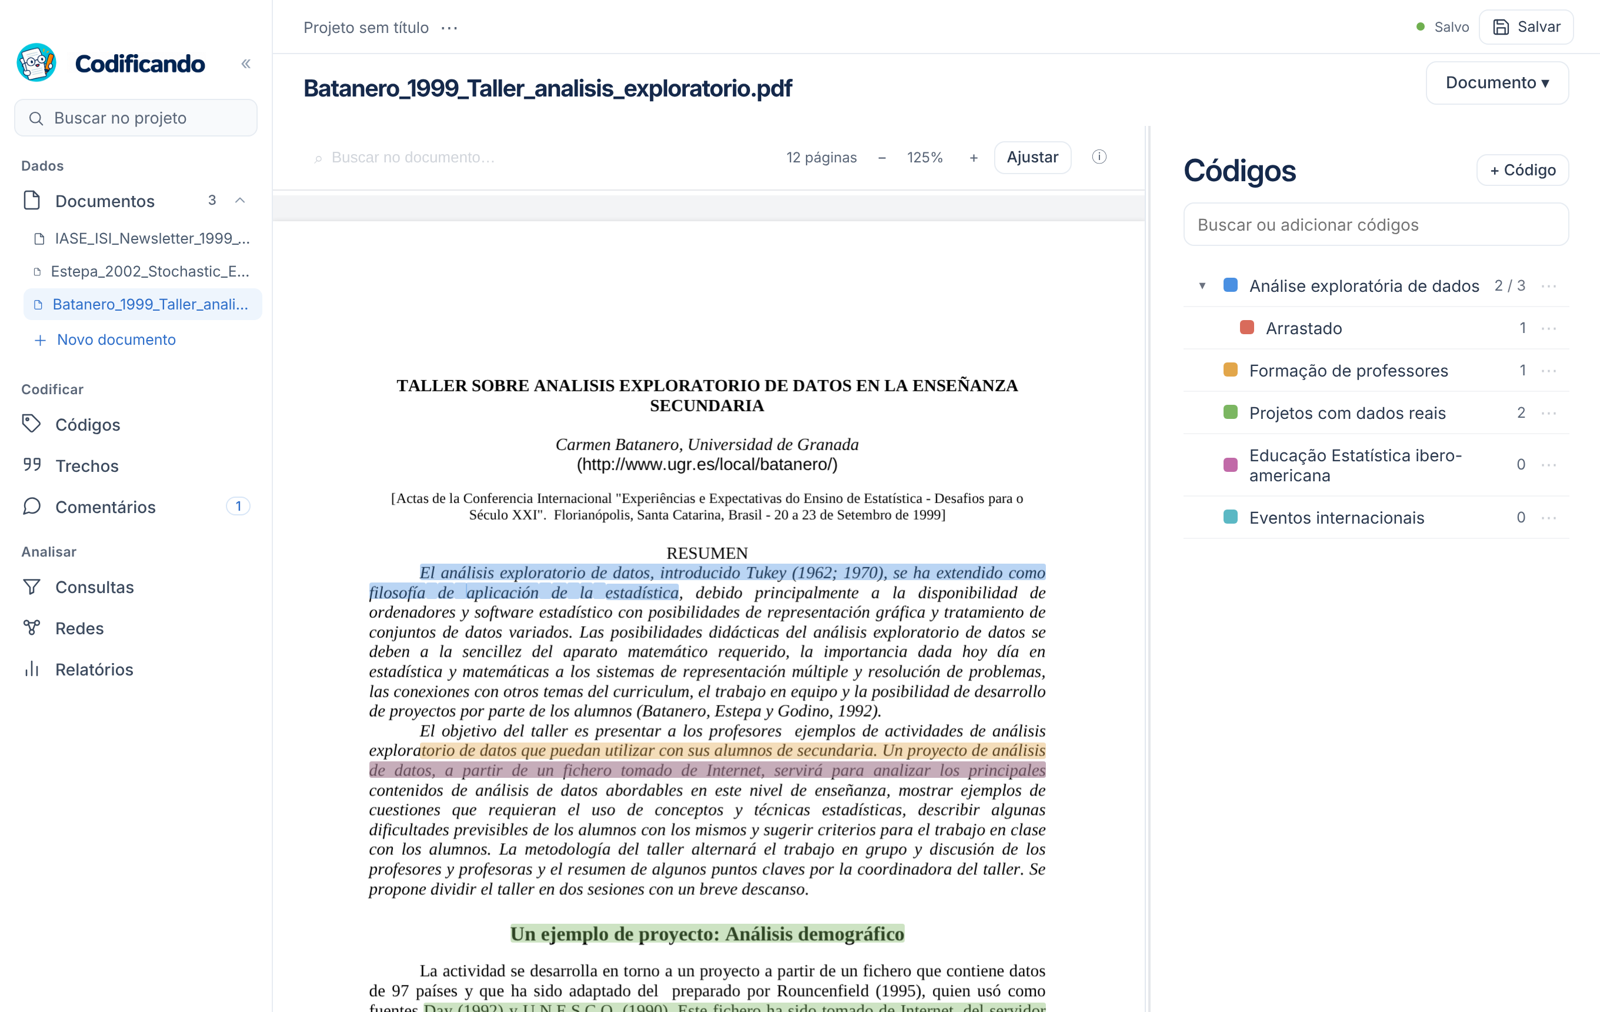 Codificando
«
Buscar no projeto
Dados
Documentos 3
IASE_ISI_Newsletter_1999_...
Estepa_2002_Stochastic_E...
Batanero_1999_Taller_anali...
+ Novo documento
Codificar
Códigos
Trechos
Comentários 1
Analisar
Consultas
Redes
Relatórios
Projeto sem título ...
Salvo
Salvar
Batanero_1999_Taller_analisis_exploratorio.pdf
Documento ▾
Buscar no documento...
12 páginas − 125% + Ajustar
TALLER SOBRE ANALISIS EXPLORATORIO DE DATOS EN LA ENSEÑANZA
SECUNDARIA
Carmen Batanero, Universidad de Granada
(http://www.ugr.es/local/batanero/)
[Actas de la Conferencia Internacional "Experiências e Expectativas do Ensino de Estatística - Desafios para o
Século XXI". Florianópolis, Santa Catarina, Brasil - 20 a 23 de Setembro de 1999]
RESUMEN
El análisis exploratorio de datos, introducido Tukey (1962; 1970), se ha extendido como
filosofía de aplicación de la estadística, debido principalmente a la disponibilidad de
ordenadores y software estadístico con posibilidades de representación gráfica y tratamiento de
conjuntos de datos variados. Las posibilidades didácticas del análisis exploratorio de datos se
deben a la sencillez del aparato matemático requerido, la importancia dada hoy día en
estadística y matemáticas a los sistemas de representación múltiple y resolución de problemas,
las conexiones con otros temas del curriculum, el trabajo en equipo y la posibilidad de desarrollo
de proyectos por parte de los alumnos (Batanero, Estepa y Godino, 1992).
El objetivo del taller es presentar a los profesores ejemplos de actividades de análisis
exploratorio de datos que puedan utilizar con sus alumnos de secundaria. Un proyecto de análisis
de datos, a partir de un fichero tomado de Internet, servirá para analizar los principales
contenidos de análisis de datos abordables en este nivel de enseñanza, mostrar ejemplos de
cuestiones que requieran el uso de conceptos y técnicas estadísticas, describir algunas
dificultades previsibles de los alumnos con los mismos y sugerir criterios para el trabajo en clase
con los alumnos. La metodología del taller alternará el trabajo en grupo y discusión de los
profesores y profesoras y el resumen de algunos puntos claves por la coordinadora del taller. Se
propone dividir el taller en dos sesiones con un breve descanso.
Un ejemplo de proyecto: Análisis demográfico
La actividad se desarrolla en torno a un proyecto a partir de un fichero que contiene datos
de 97 países y que ha sido adaptado del preparado por Rouncenfield (1995), quien usó como
fuentes Day (1992) y U.N.E.S.C.O. (1990). Este fichero ha sido tomado de Internet, del servidor
Códigos
+ Código
Buscar ou adicionar códigos
▾ Análise exploratória de dados 2 / 3 ...
Arrastado 1 ...
Formação de professores 1 ...
Projetos com dados reais 2 ...
Educação Estatística ibero-
americana 0 ...
Eventos internacionais 0 ...